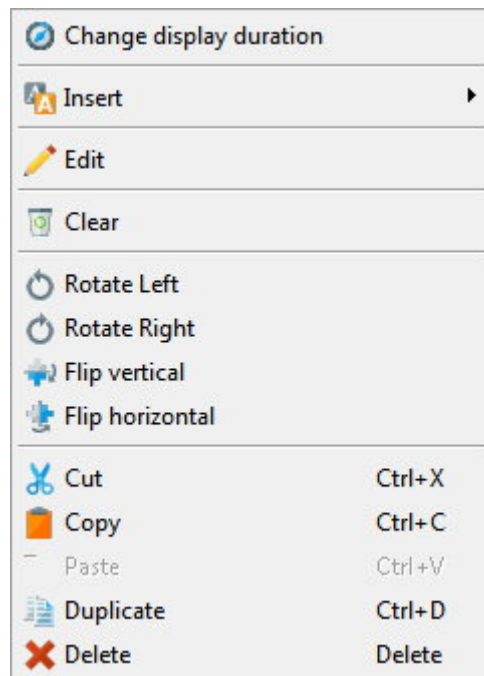 Change display duration
Insert
Edit
Clear
Rotate Left
Rotate Right
Flip vertical
Flip horizontal
Cut Ctrl+X
Copy Ctrl+C
Paste Ctrl+V
Duplicate Ctrl+D
Delete Delete